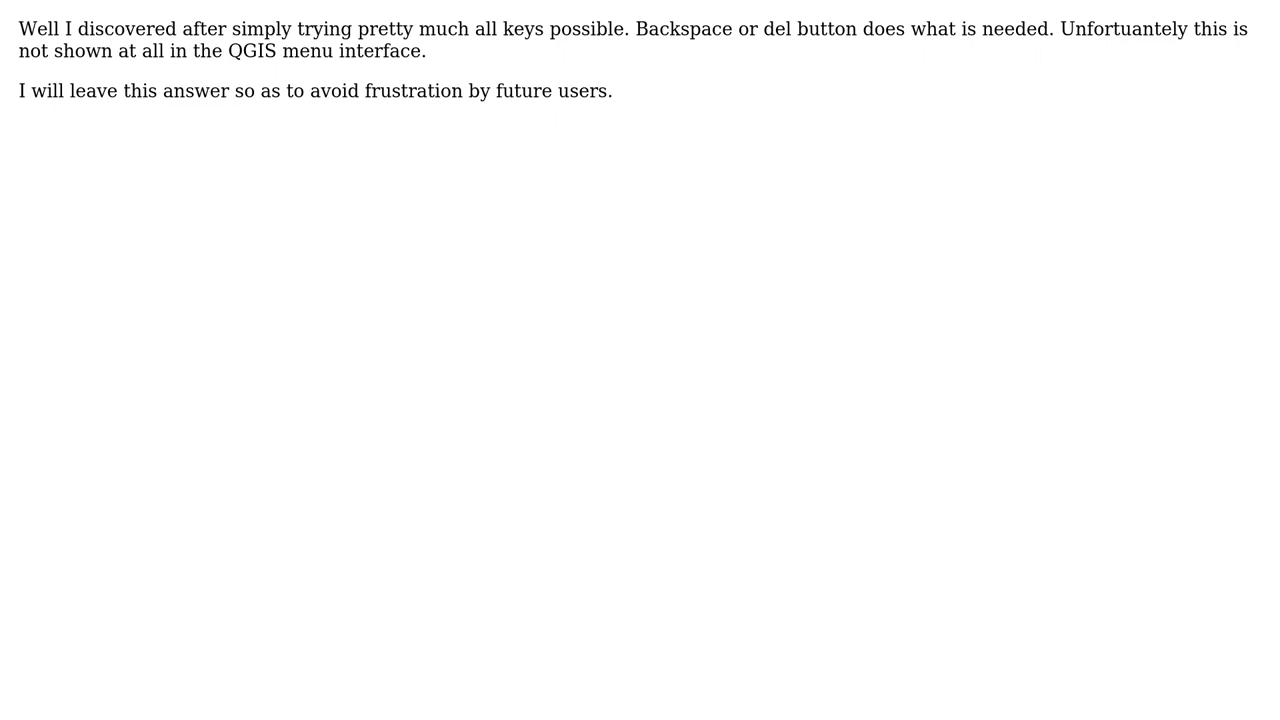 Well I discovered after simply trying pretty much all keys possible. Backspace or del button does what is needed. Unfortuantely this is
not shown at all in the QGIS menu interface.
I will leave this answer so as to avoid frustration by future users.